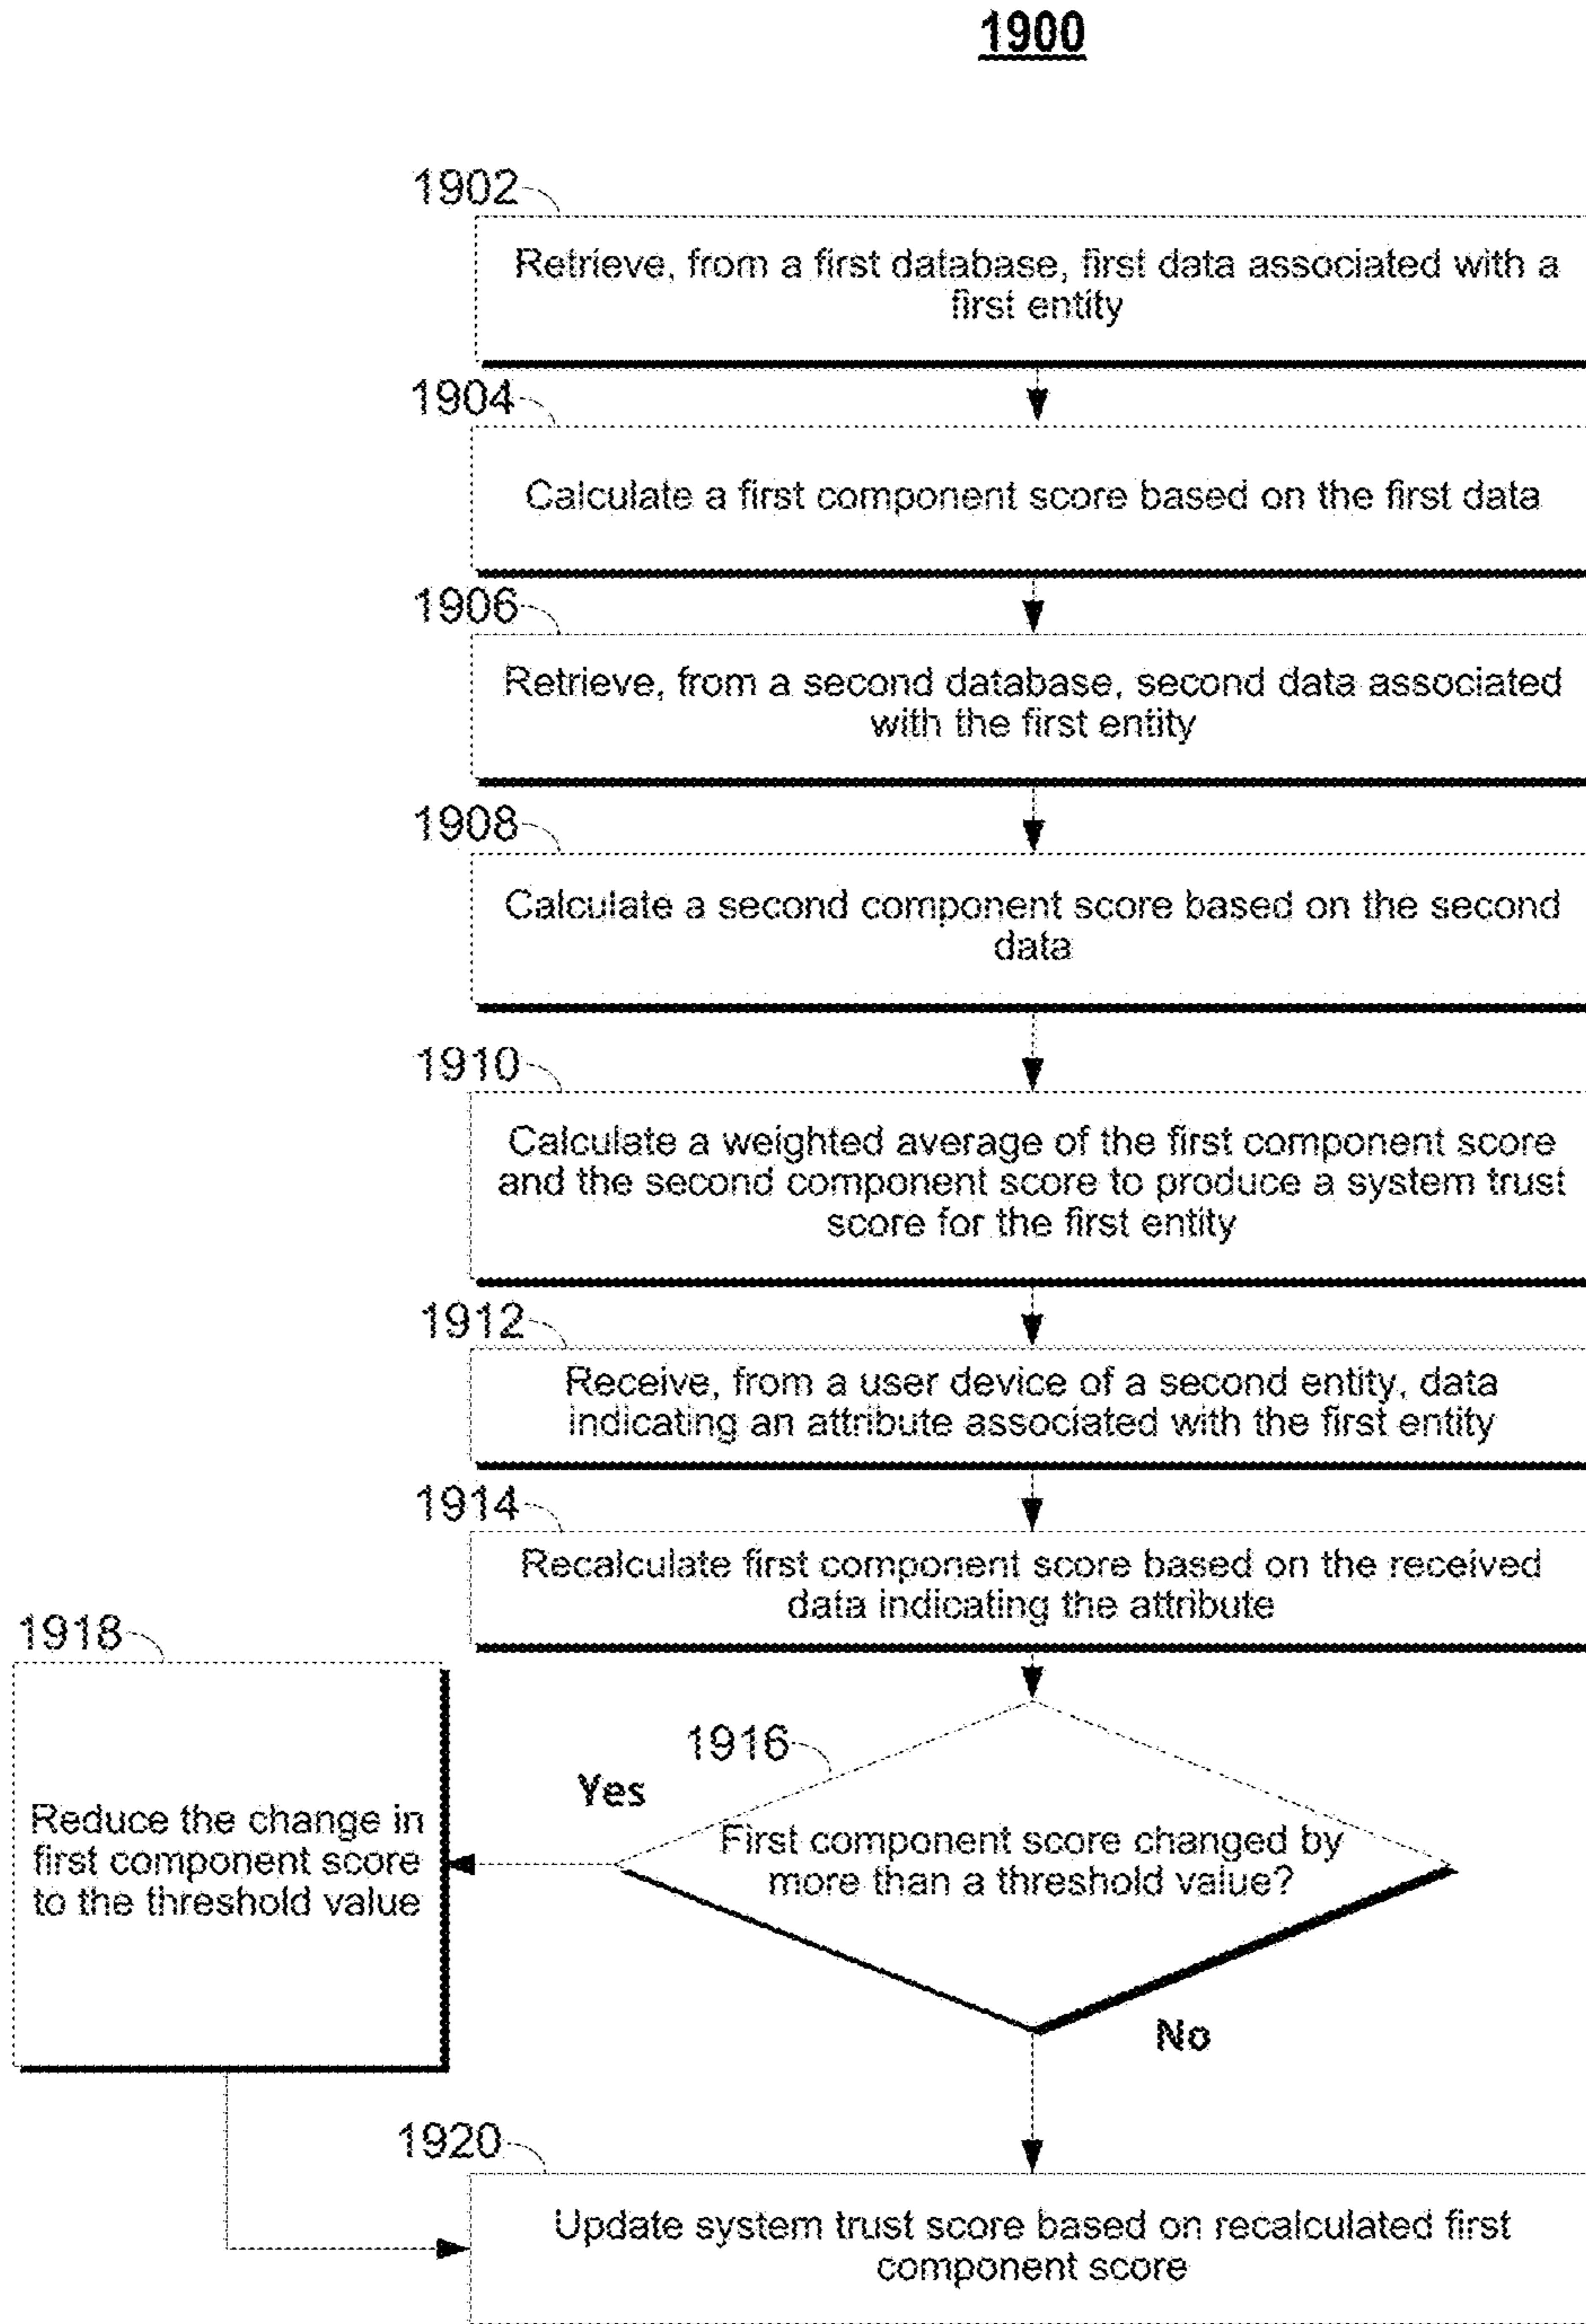 1900
1902
Retrieve, from a first database, first data associated with a
first entity
1904
Calculate a first component score based on the first data
1906
Retrieve, from a second database, second data associated
with the first entity
1908
Calculate a second component score based on the second
data
1910
Calculate a weighted average of the first component score
and the second component score to produce a system trust
score for the first entity
1912
Receive, from a user device of a second entity, data
indicating an attribute associated with the first entity
1914
Recalculate first component score based on the received
data indicating the attribute
1918
Reduce the change in
first component score
to the threshold value
1916
Yes
First component score changed by
more than a threshold value?
No
1920
Update system trust score based on recalculated first
component score